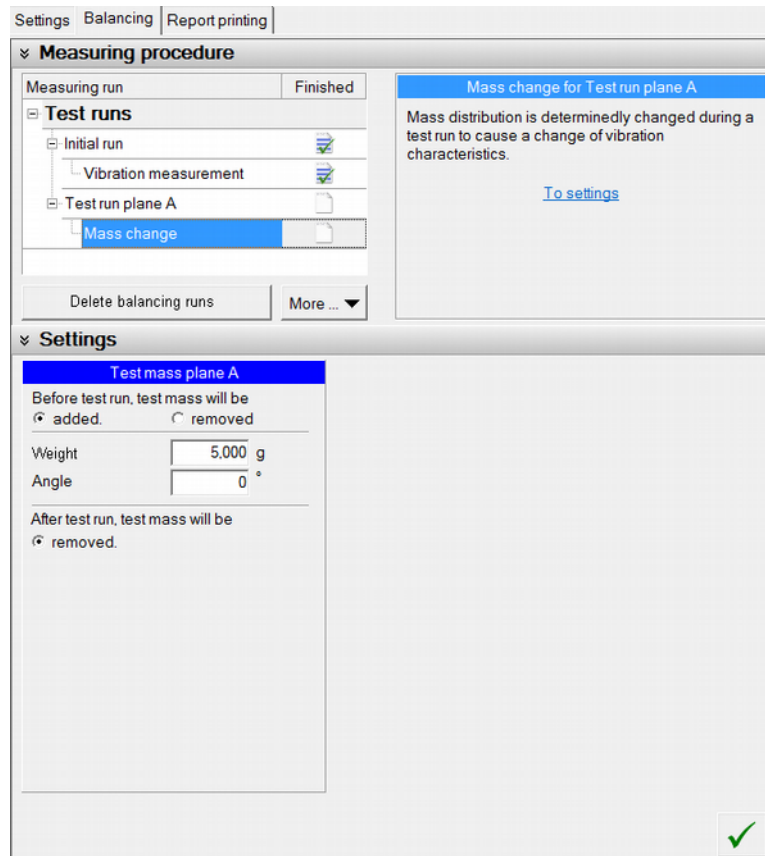 Settings Balancing Report printing
Measuring procedure
Measuring run Finished
Test runs
Initial run
Vibration measurement
Test run plane A
Mass change
Delete balancing runs More ...
Mass change for Test run plane A
Mass distribution is determinedly changed during a
test run to cause a change of vibration
characteristics.
To settings
Settings
Test mass plane A
Before test run, test mass will be
added. removed
Weight 5,000 g
Angle 0 °
After test run, test mass will be
removed.